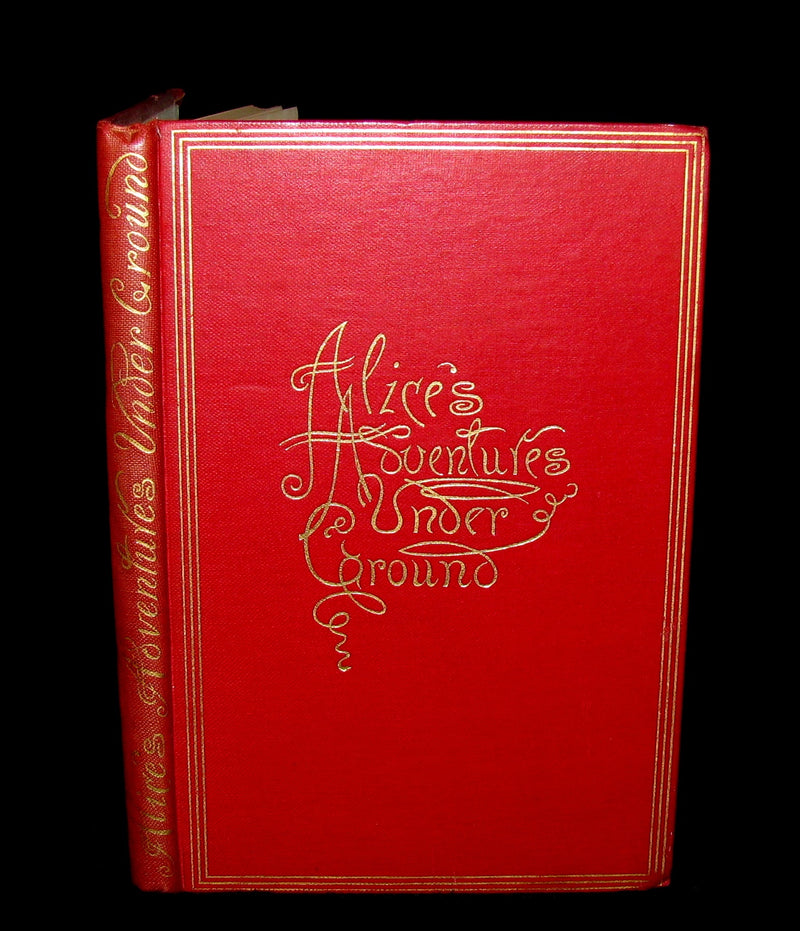 Alice's Adventures Under Ground
Alice's
Adventures
Under
Ground